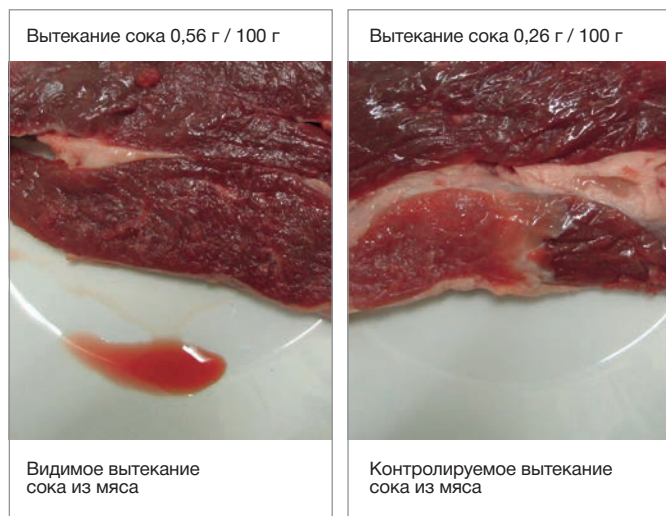 Вытекание сока 0,56 г / 100 г
Вытекание сока 0,26 г / 100 г
Видимое вытекание
сока из мяса
Контролируемое вытекание
сока из мяса